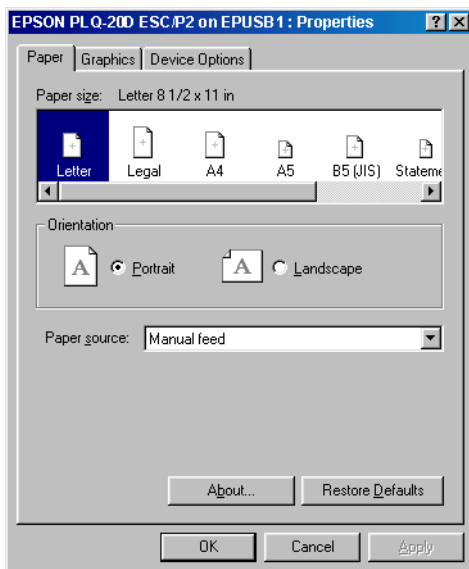 EPSON PLQ-20D ESC/P2 on EPUSB1 : Properties
Paper Graphics Device Options
Paper size: Letter 8 1/2 x 11 in
Letter Legal A4 A5 B5 (JIS) Stateme
Orientation
A Portrait A Landscape
Paper source: Manual feed
About... Restore Defaults
OK Cancel Apply